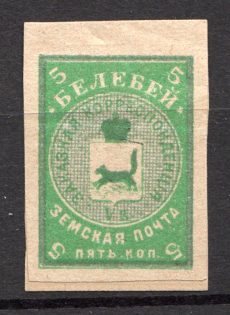 5 5
БЕЛЕБЕЙ
ЗАКАЗНАЯ КОРРЕСПОНДЕНЦІЯ
ЗЕМСКАЯ ПОЧТА
5 ПЯТЬ КОП. 5